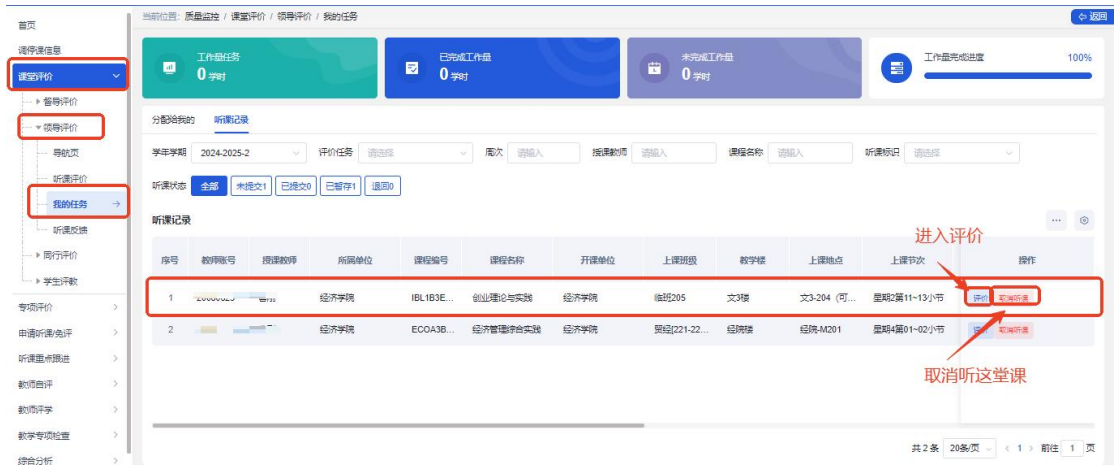 当前位置：质量监控 / 课堂评价 / 领导评价 / 我的任务
返回
首页
调停课信息
课堂评价
督导评价
领导评价
导航页
听课评价
我的任务
听课反馈
同行评价
学生评教
专项评价
申请听课/免评
听课重点跟进
教师自评
教师评学
教学专项检查
综合分析
工作量任务
0 学时
已完成工作量
0 学时
未完成工作量
0 学时
工作量完成进度 100%
分配给我的 听课记录
学年学期 2024-2025-2 评价任务 请选择 周次 请输入 授课教师 请输入 课程名称 请输入 听课标识 请选择
听课状态 全部 未提交1 已提交0 已暂存1 退回0
听课记录
进入评价
序号 教师账号 授课教师 所属单位 课程编号 课程名称 开课单位 上课班级 教学楼 上课地点 上课节次 操作
1 经济学院 IBL1B3E... 创业理论与实践 经济学院 临班205 文3楼 文3-204（可... 星期2第11~13小节 评价 取消听课
2 经济学院 ECOA3B... 经济管理综合实践 经济学院 贸经[221-22... 经院楼 经院-M201 星期4第01~02小节 评价 取消听课
取消听这堂课
共 2 条 20条/页 1 前往 1 页